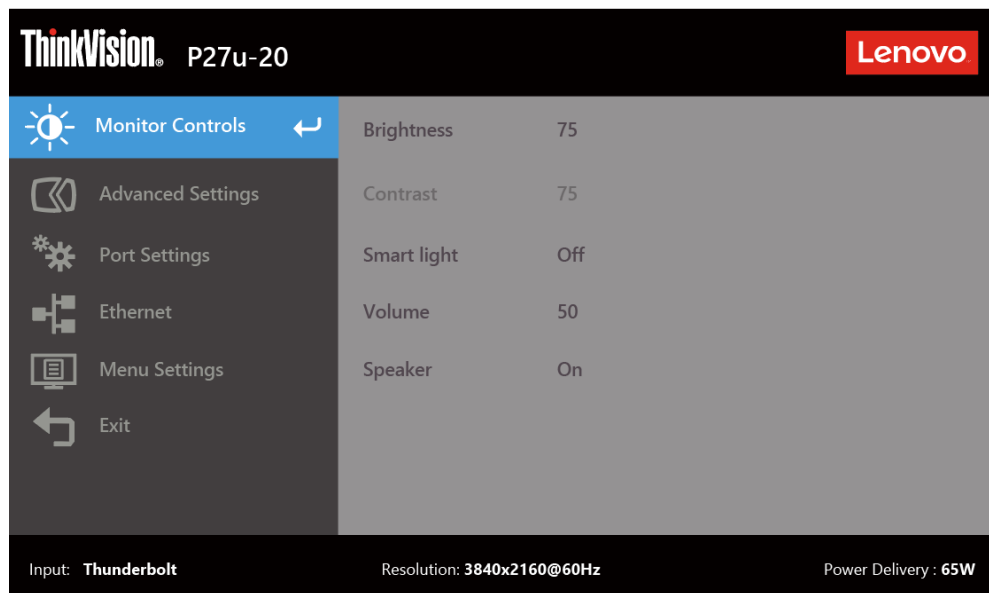 ThinkVision® P27u-20 Lenovo
Monitor Controls
Brightness 75
Advanced Settings
Contrast 75
Port Settings
Smart light Off
Ethernet
Volume 50
Menu Settings
Speaker On
Exit
Input: Thunderbolt Resolution: 3840x2160@60Hz Power Delivery : 65W